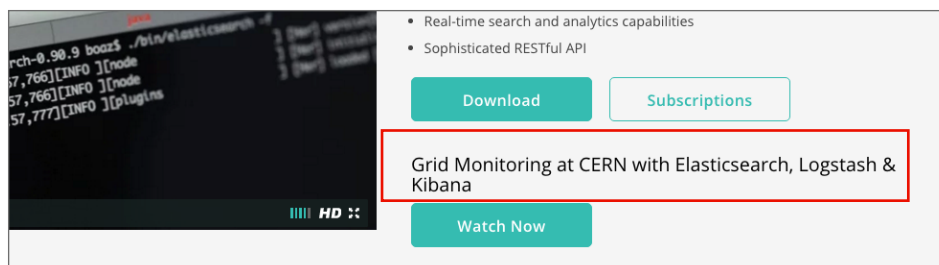 java
rch-0.90.9 boaz$ ./bin/elasticsearch -f
57,766][INFO ][node
57,766][INFO ][node
57,777][INFO ][plugins
HD
• Real-time search and analytics capabilities
• Sophisticated RESTful API
Download
Subscriptions
Grid Monitoring at CERN with Elasticsearch, Logstash &
Kibana
Watch Now